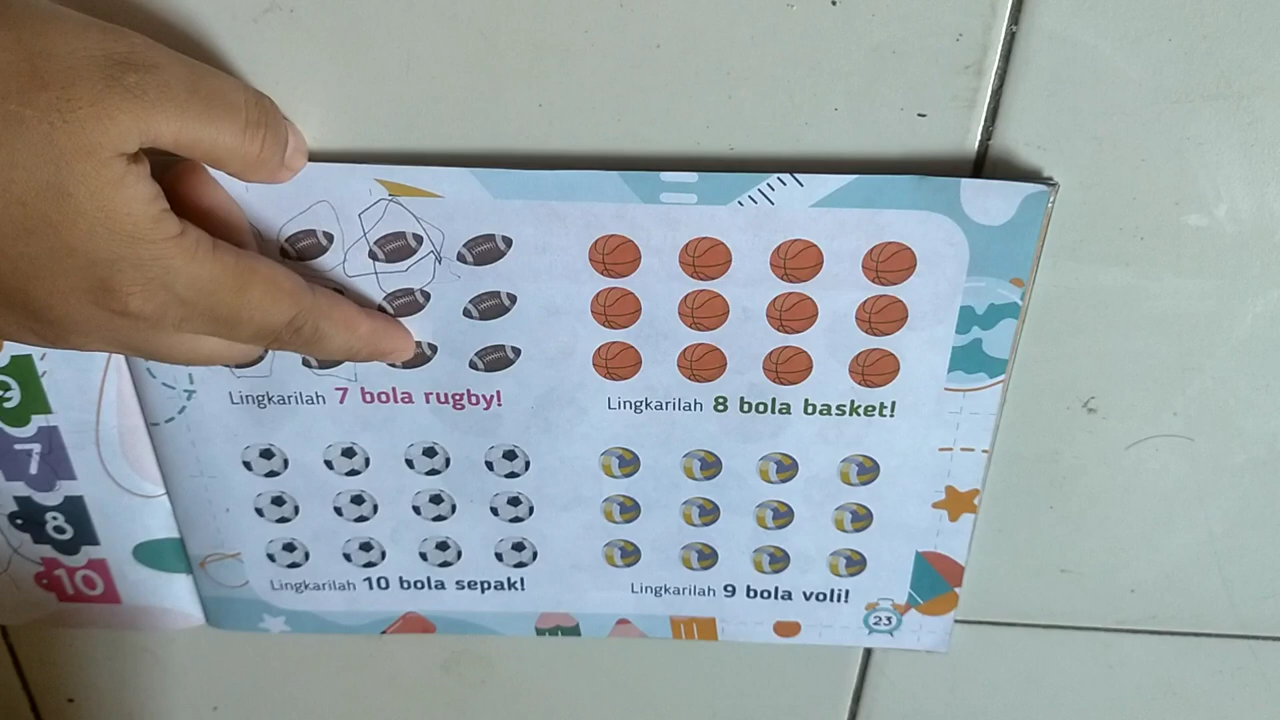 Lingkarilah 7 bola rugby!
Lingkarilah 8 bola basket!
Lingkarilah 10 bola sepak!
Lingkarilah 9 bola voli!
23
9
7
8
10